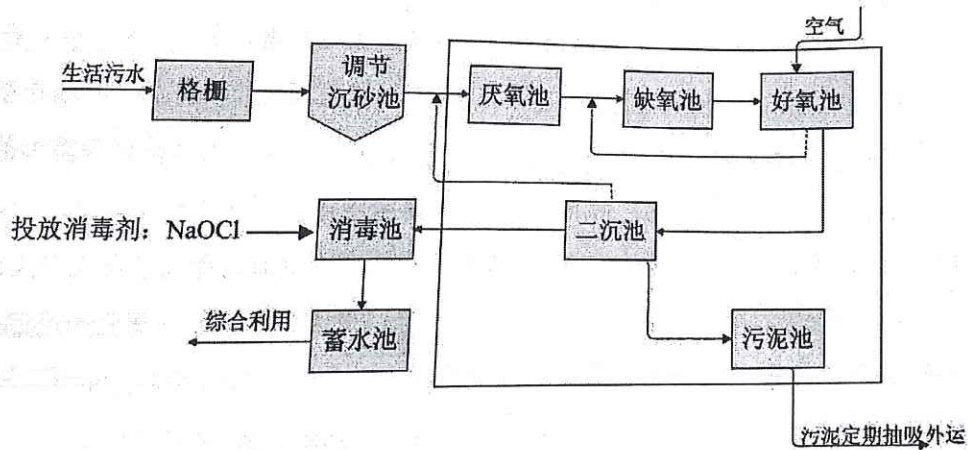 空气
生活污水
格栅
调节
沉砂池
厌氧池
缺氧池
好氧池
投放消毒剂：NaOCl
消毒池
二沉池
综合利用
蓄水池
污泥池
污泥定期抽吸外运